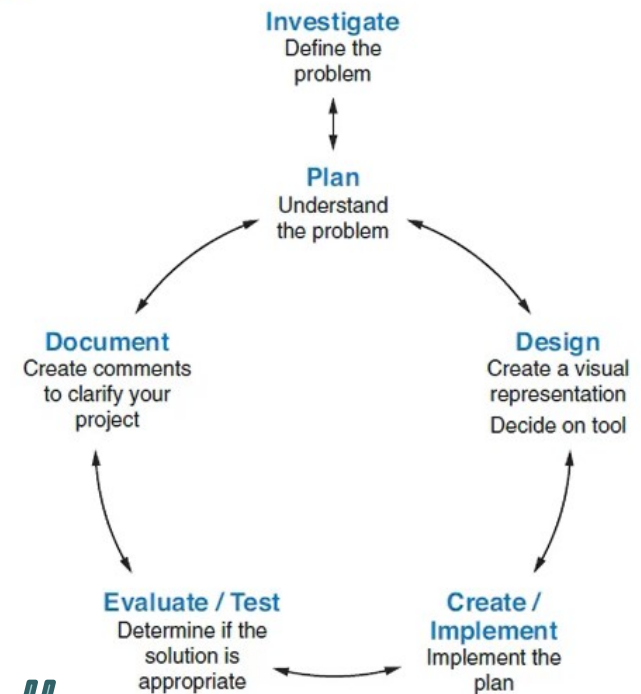 Investigate
Define the
problem
Plan
Understand
the problem
Document
Create comments
to clarify your
project
Design
Create a visual
representation
Decide on tool
Evaluate / Test
Determine if the
solution is
appropriate
Create /
Implement
Implement the
plan